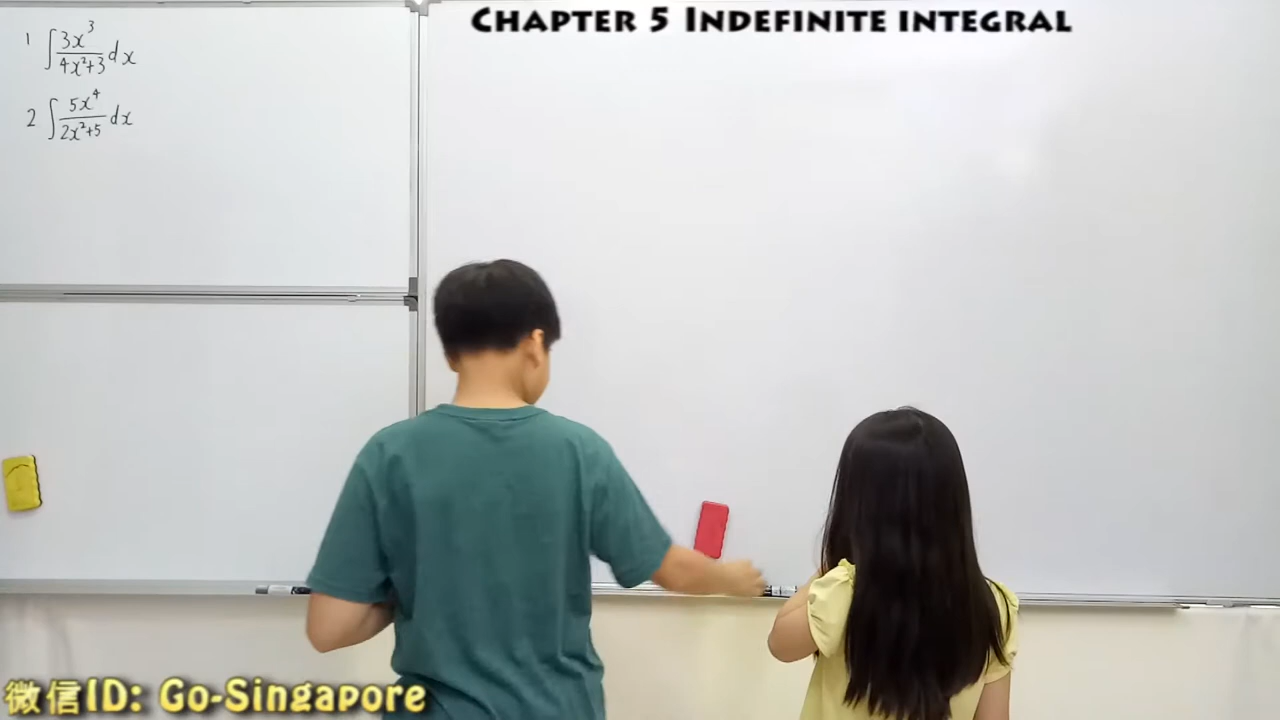 CHAPTER 5 INDEFINITE INTEGRAL
1 ∫ 3x³/4x²+3 dx
2 ∫ 5x⁴/2x²+5 dx
微信ID: Go-Singapore